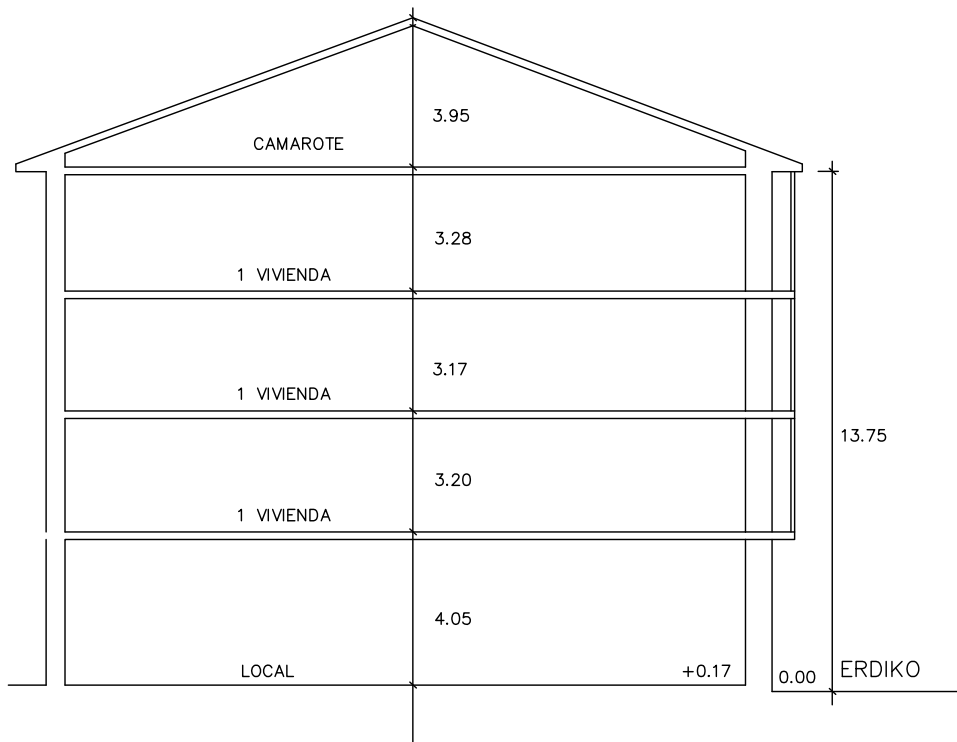 3.95
CAMAROTE
3.28
1 VIVIENDA
3.17
1 VIVIENDA
13.75
3.20
1 VIVIENDA
4.05
LOCAL
+0.17
0.00
ERDIKO